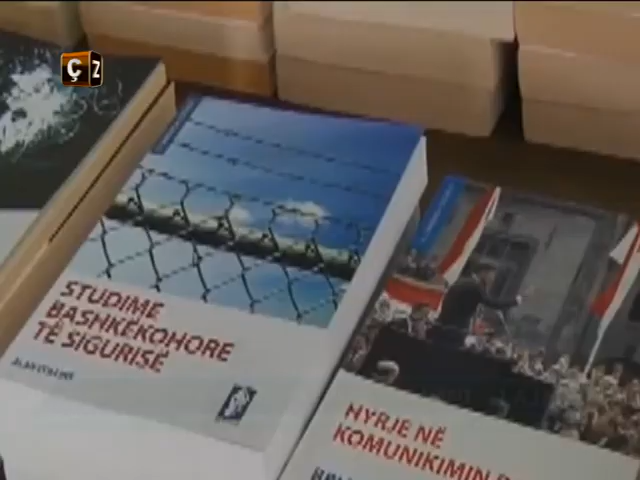 ÇZ
STUDIME
BASHKËKOHORE
TË SIGURISË
HYRJE NË
KOMUNIKIMIN